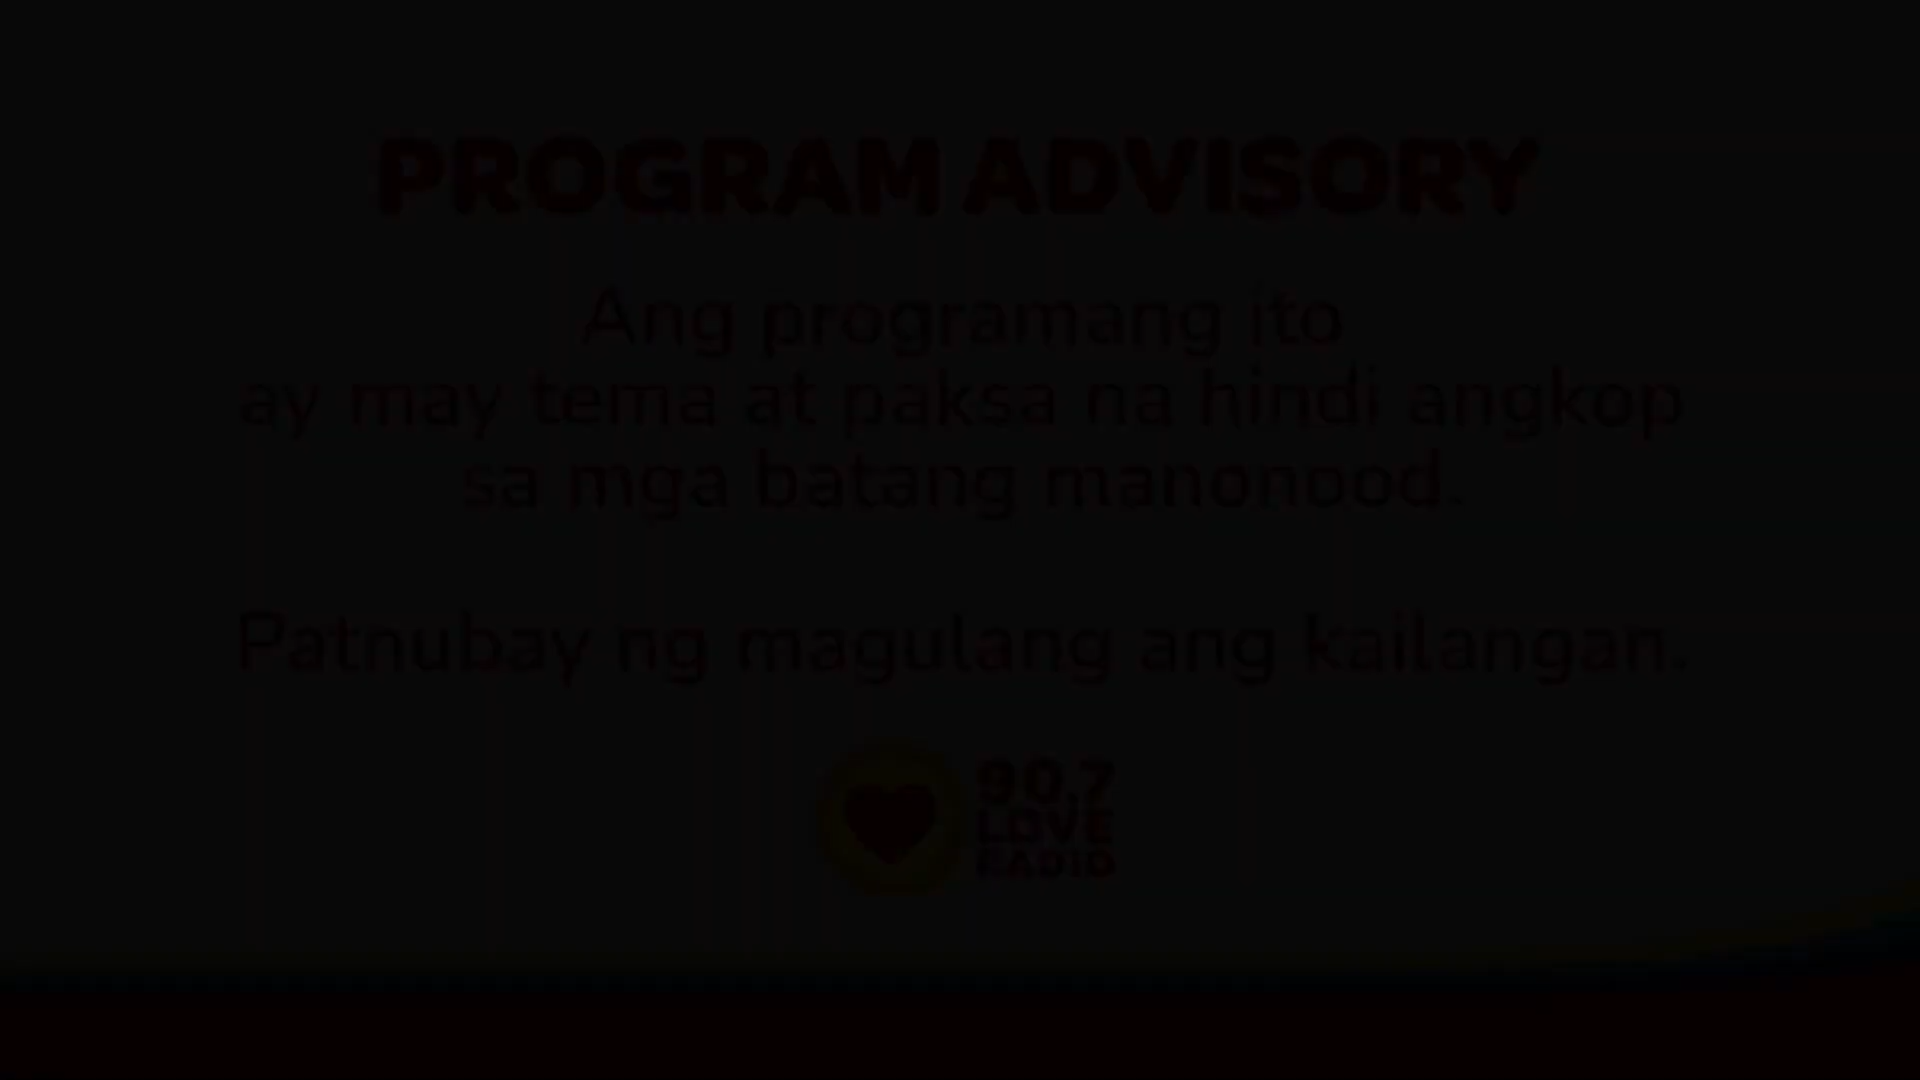 PROGRAM ADVISORY
Ang programang ito
ay may tema at paksa na hindi angkop
sa mga batang manonood.
Patnubay ng magulang ang kailangan.
90.7
LOVE
RADIO